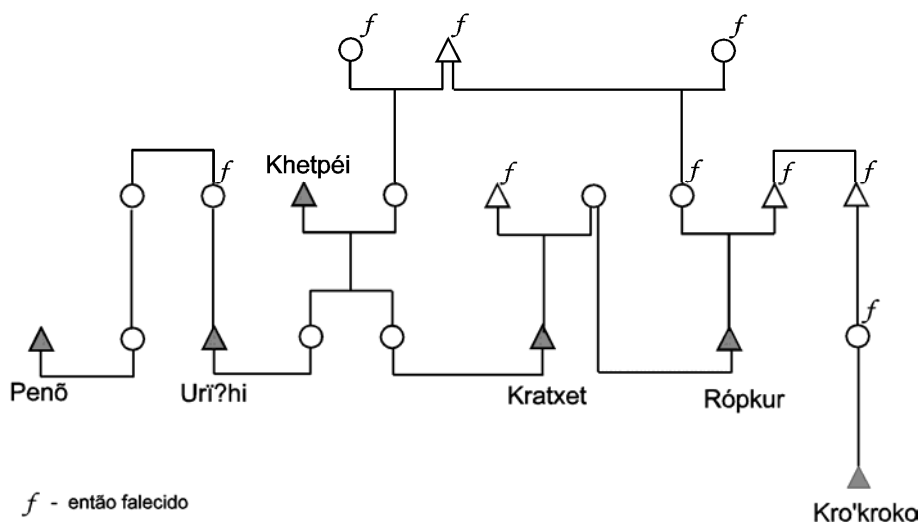 f f f
Khetpéi
f f f f f
f
Penõ Urï?hi Kratxet Rópkur
f - então falecido
Kro'kroko